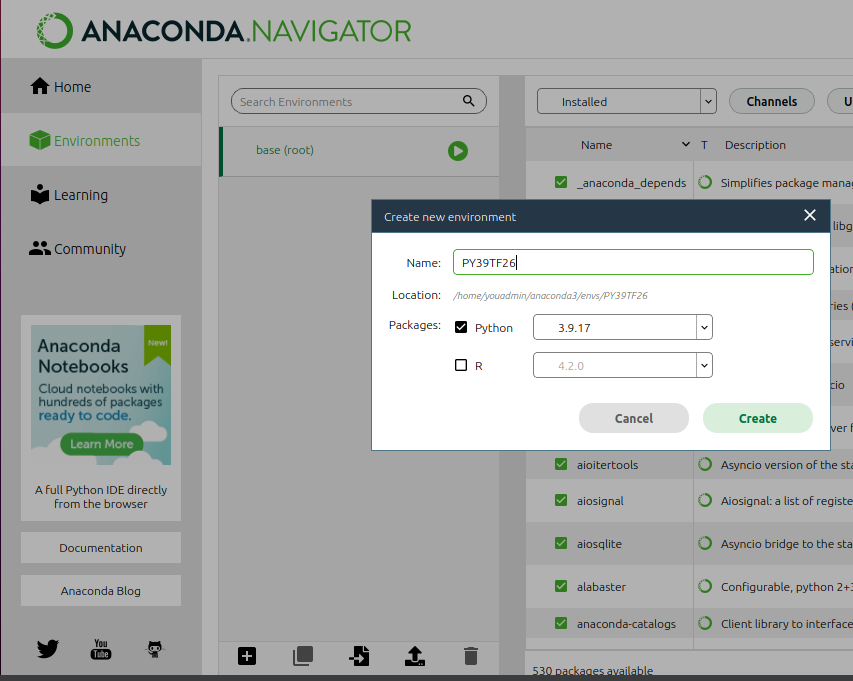 ANACONDA.NAVIGATOR
Home
Environments
Learning
Community
Anaconda
Notebooks
New!
Cloud notebooks with
hundreds of packages
ready to code.
Learn More
A full Python IDE directly
from the browser
Documentation
Anaconda Blog
You
Tube
Search Environments
base (root)
Installed
Channels
U
Name
T
Description
_anaconda_depends
Simplifies package mana
libg
ation
ries (
servi
cio
ver f
Create new environment
Name:
PY39TF26
Location:
/home/youadmin/anaconda3/envs/PY39TF26
Packages:
Python
3.9.17
R
4.2.0
Cancel
Create
aioitertools
Asyncio version of the sta
aiosignal
Aiosignal: a list of registe
aiosqlite
Asyncio bridge to the sta
alabaster
Configurable, python 2+3
anaconda-catalogs
Client library to interface
530 packages available